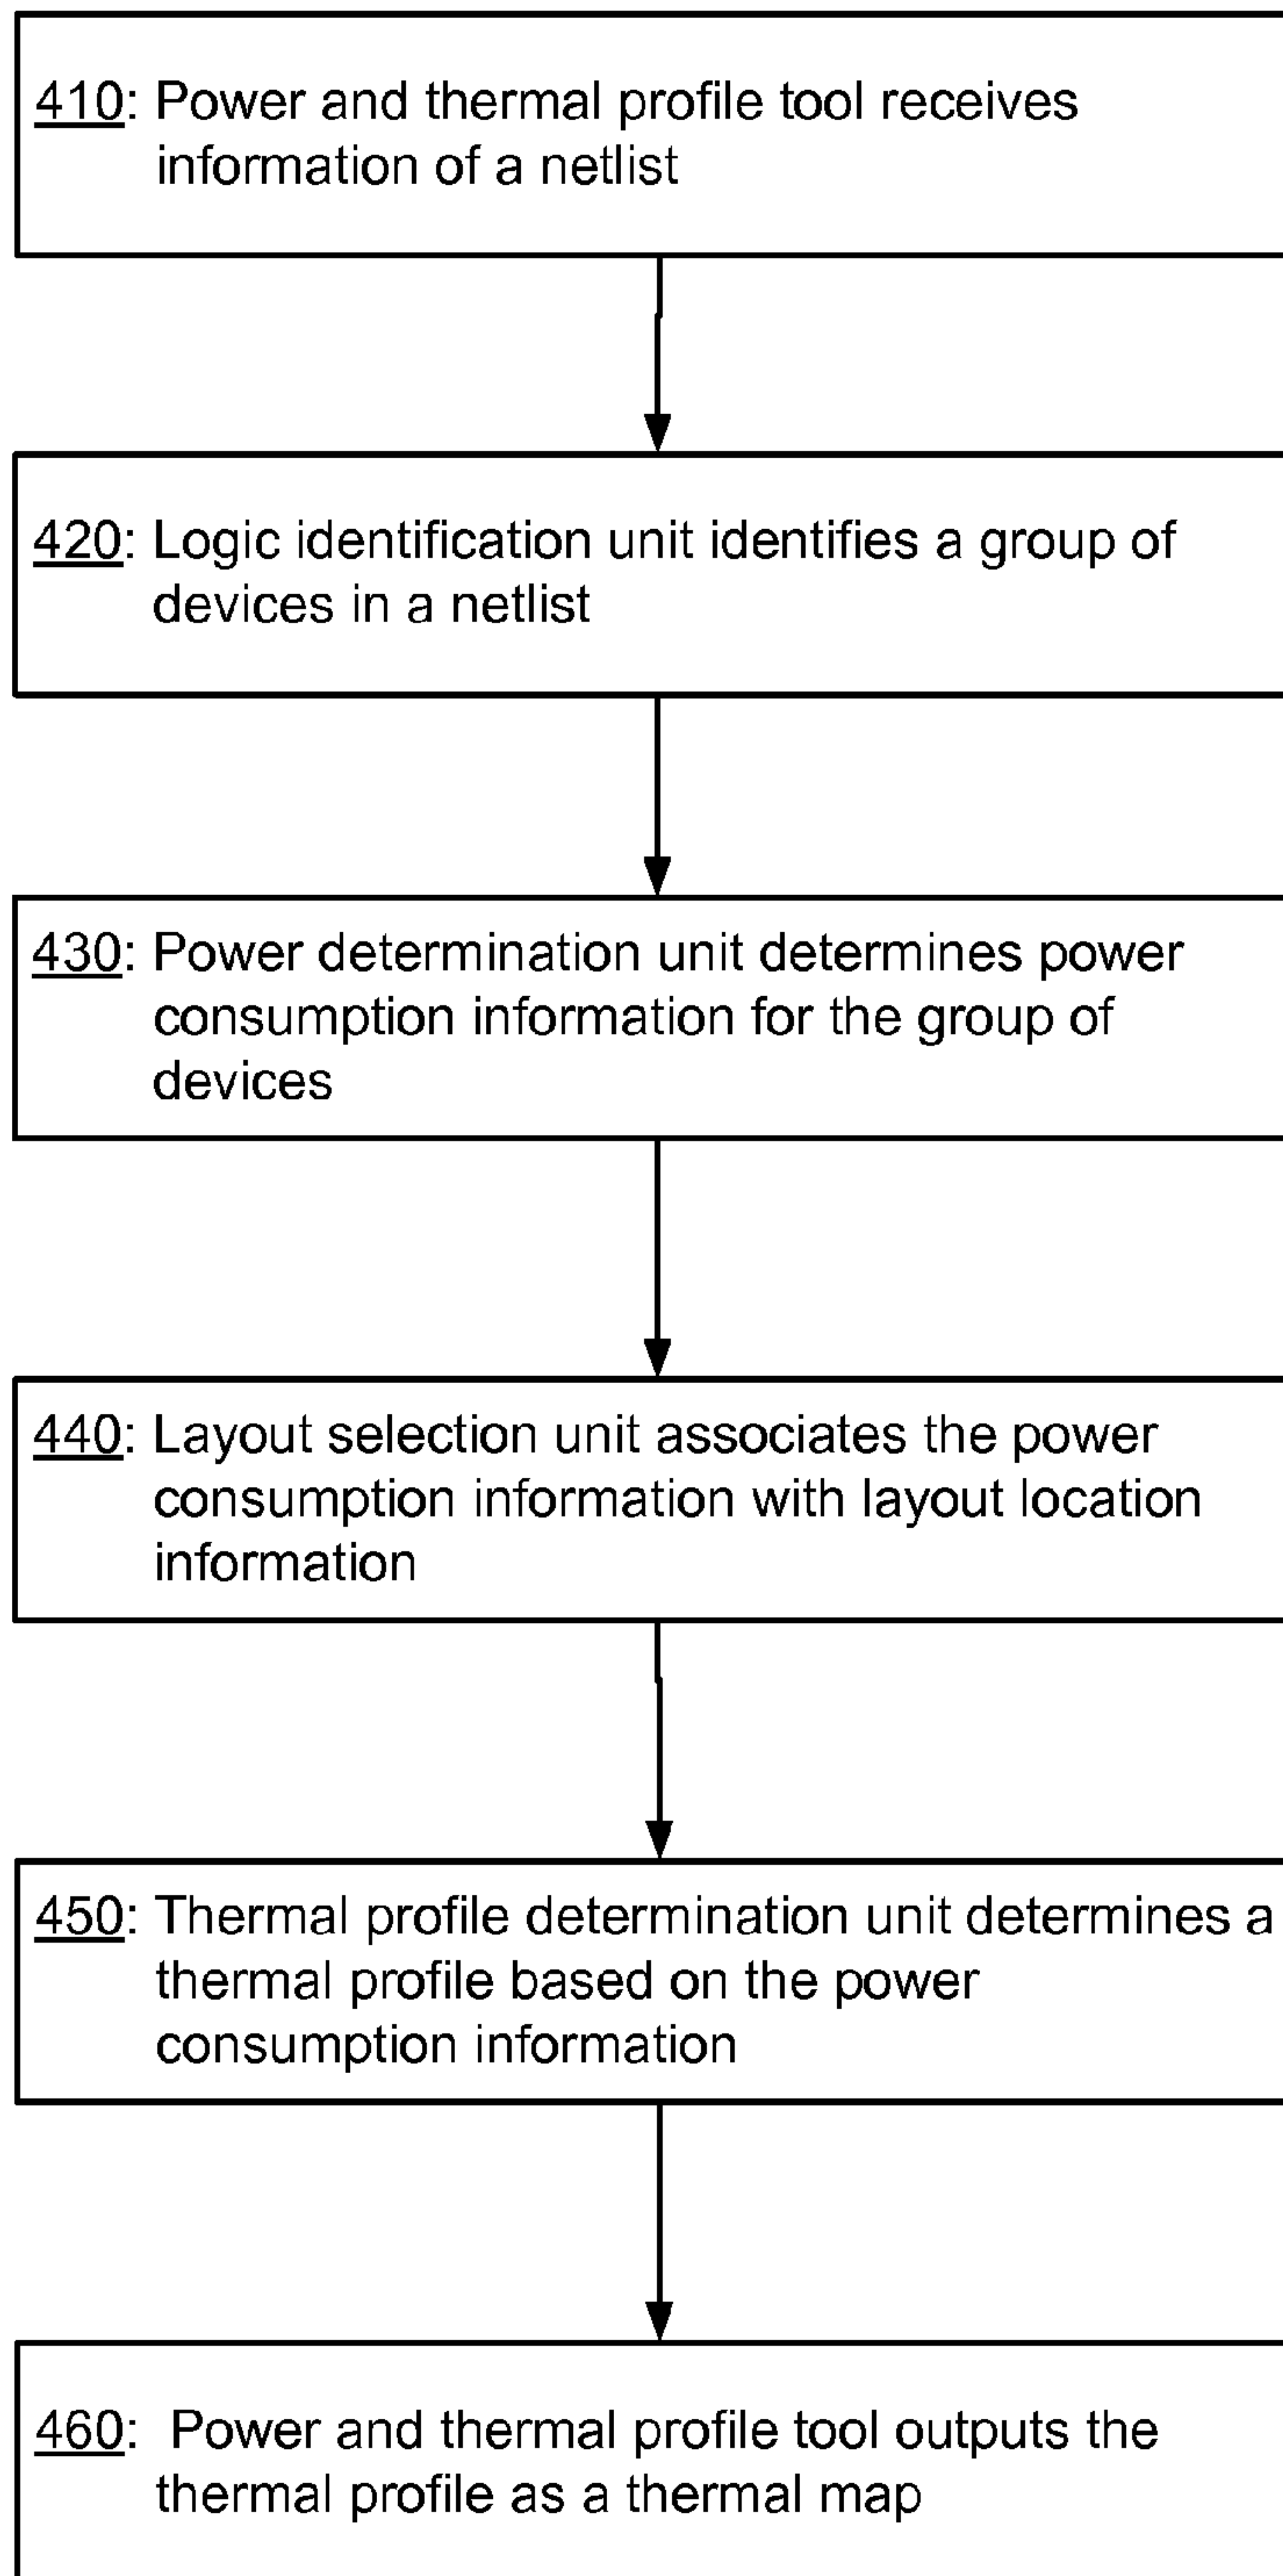 410: Power and thermal profile tool receives
information of a netlist
420: Logic identification unit identifies a group of
devices in a netlist
430: Power determination unit determines power
consumption information for the group of
devices
440: Layout selection unit associates the power
consumption information with layout location
information
450: Thermal profile determination unit determines a
thermal profile based on the power
consumption information
460: Power and thermal profile tool outputs the
thermal profile as a thermal map